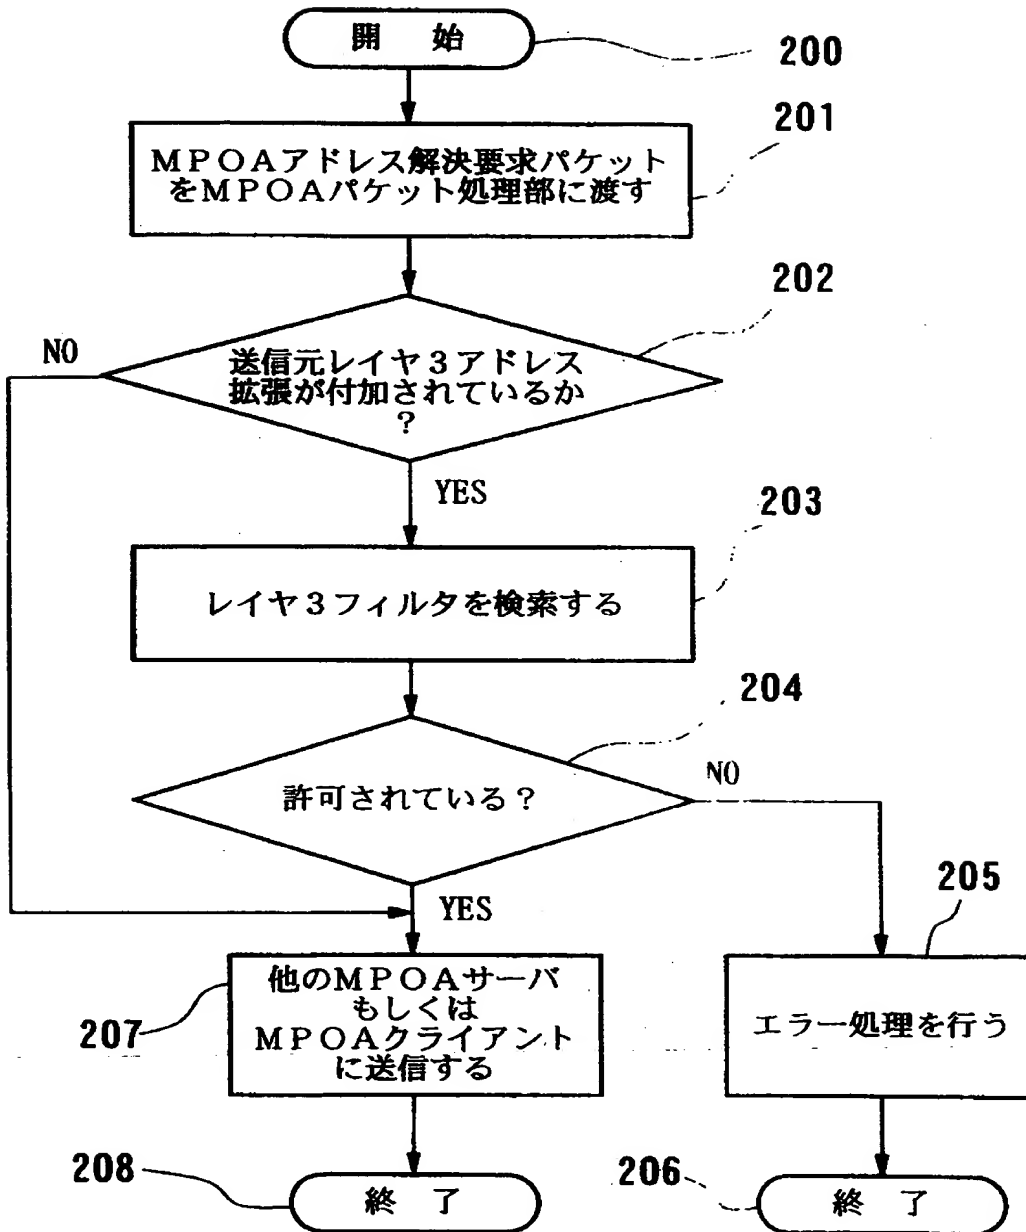 開 始
200
201
MPOAアドレス解決要求パケット
をMPOAパケット処理部に渡す
202
NO
送信元レイヤ3アドレス
拡張が付加されているか
?
YES
203
レイヤ3フィルタを検索する
204
NO
許可されている?
YES
205
他のMPOAサーバ
もしくは
MPOAクライアント
に送信する
207
エラー処理を行う
208
終 了
206
終 了